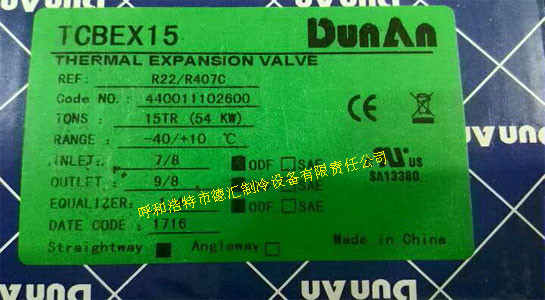 TCBEX15
DunAn
THERMAL EXPANSION VALVE
REF: R22/R407C
Code NO.: 440011102600
TONS: 15TR (54 KW)
RANGE: -40/+10 ℃
INLET: 7/8 ■ ODF □ SAE
OUTLET: 9/8
EQUALIZER: ■ ODF □ SAE
DATE CODE: 1716
Straightway ■ Angleway □
CE
US
SA13380
Made in China
呼和浩特市德汇制冷设备有限责任公司